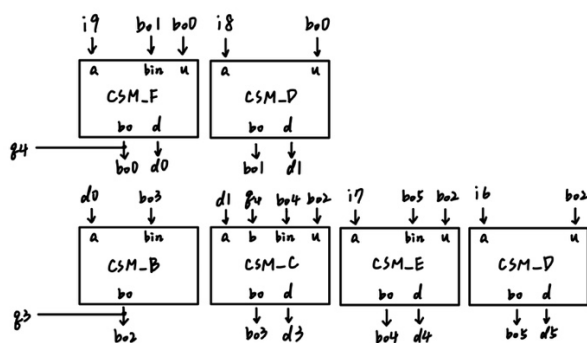 i9 bo1 bo0 i8 bo0
a bin u a u
CSM_F CSM_D
bo d bo d
q4
bo0 d0 bo1 d1
d0 bo3 d1 q4 bo4 bo2 i7 bo5 bo2 i6 bo2
a bin a b bin u a bin u a u
CSM_B CSM_C CSM_E CSM_D
bo bo d bo d bo d
q3
bo2 bo3 d3 bo4 d4 bo5 d5